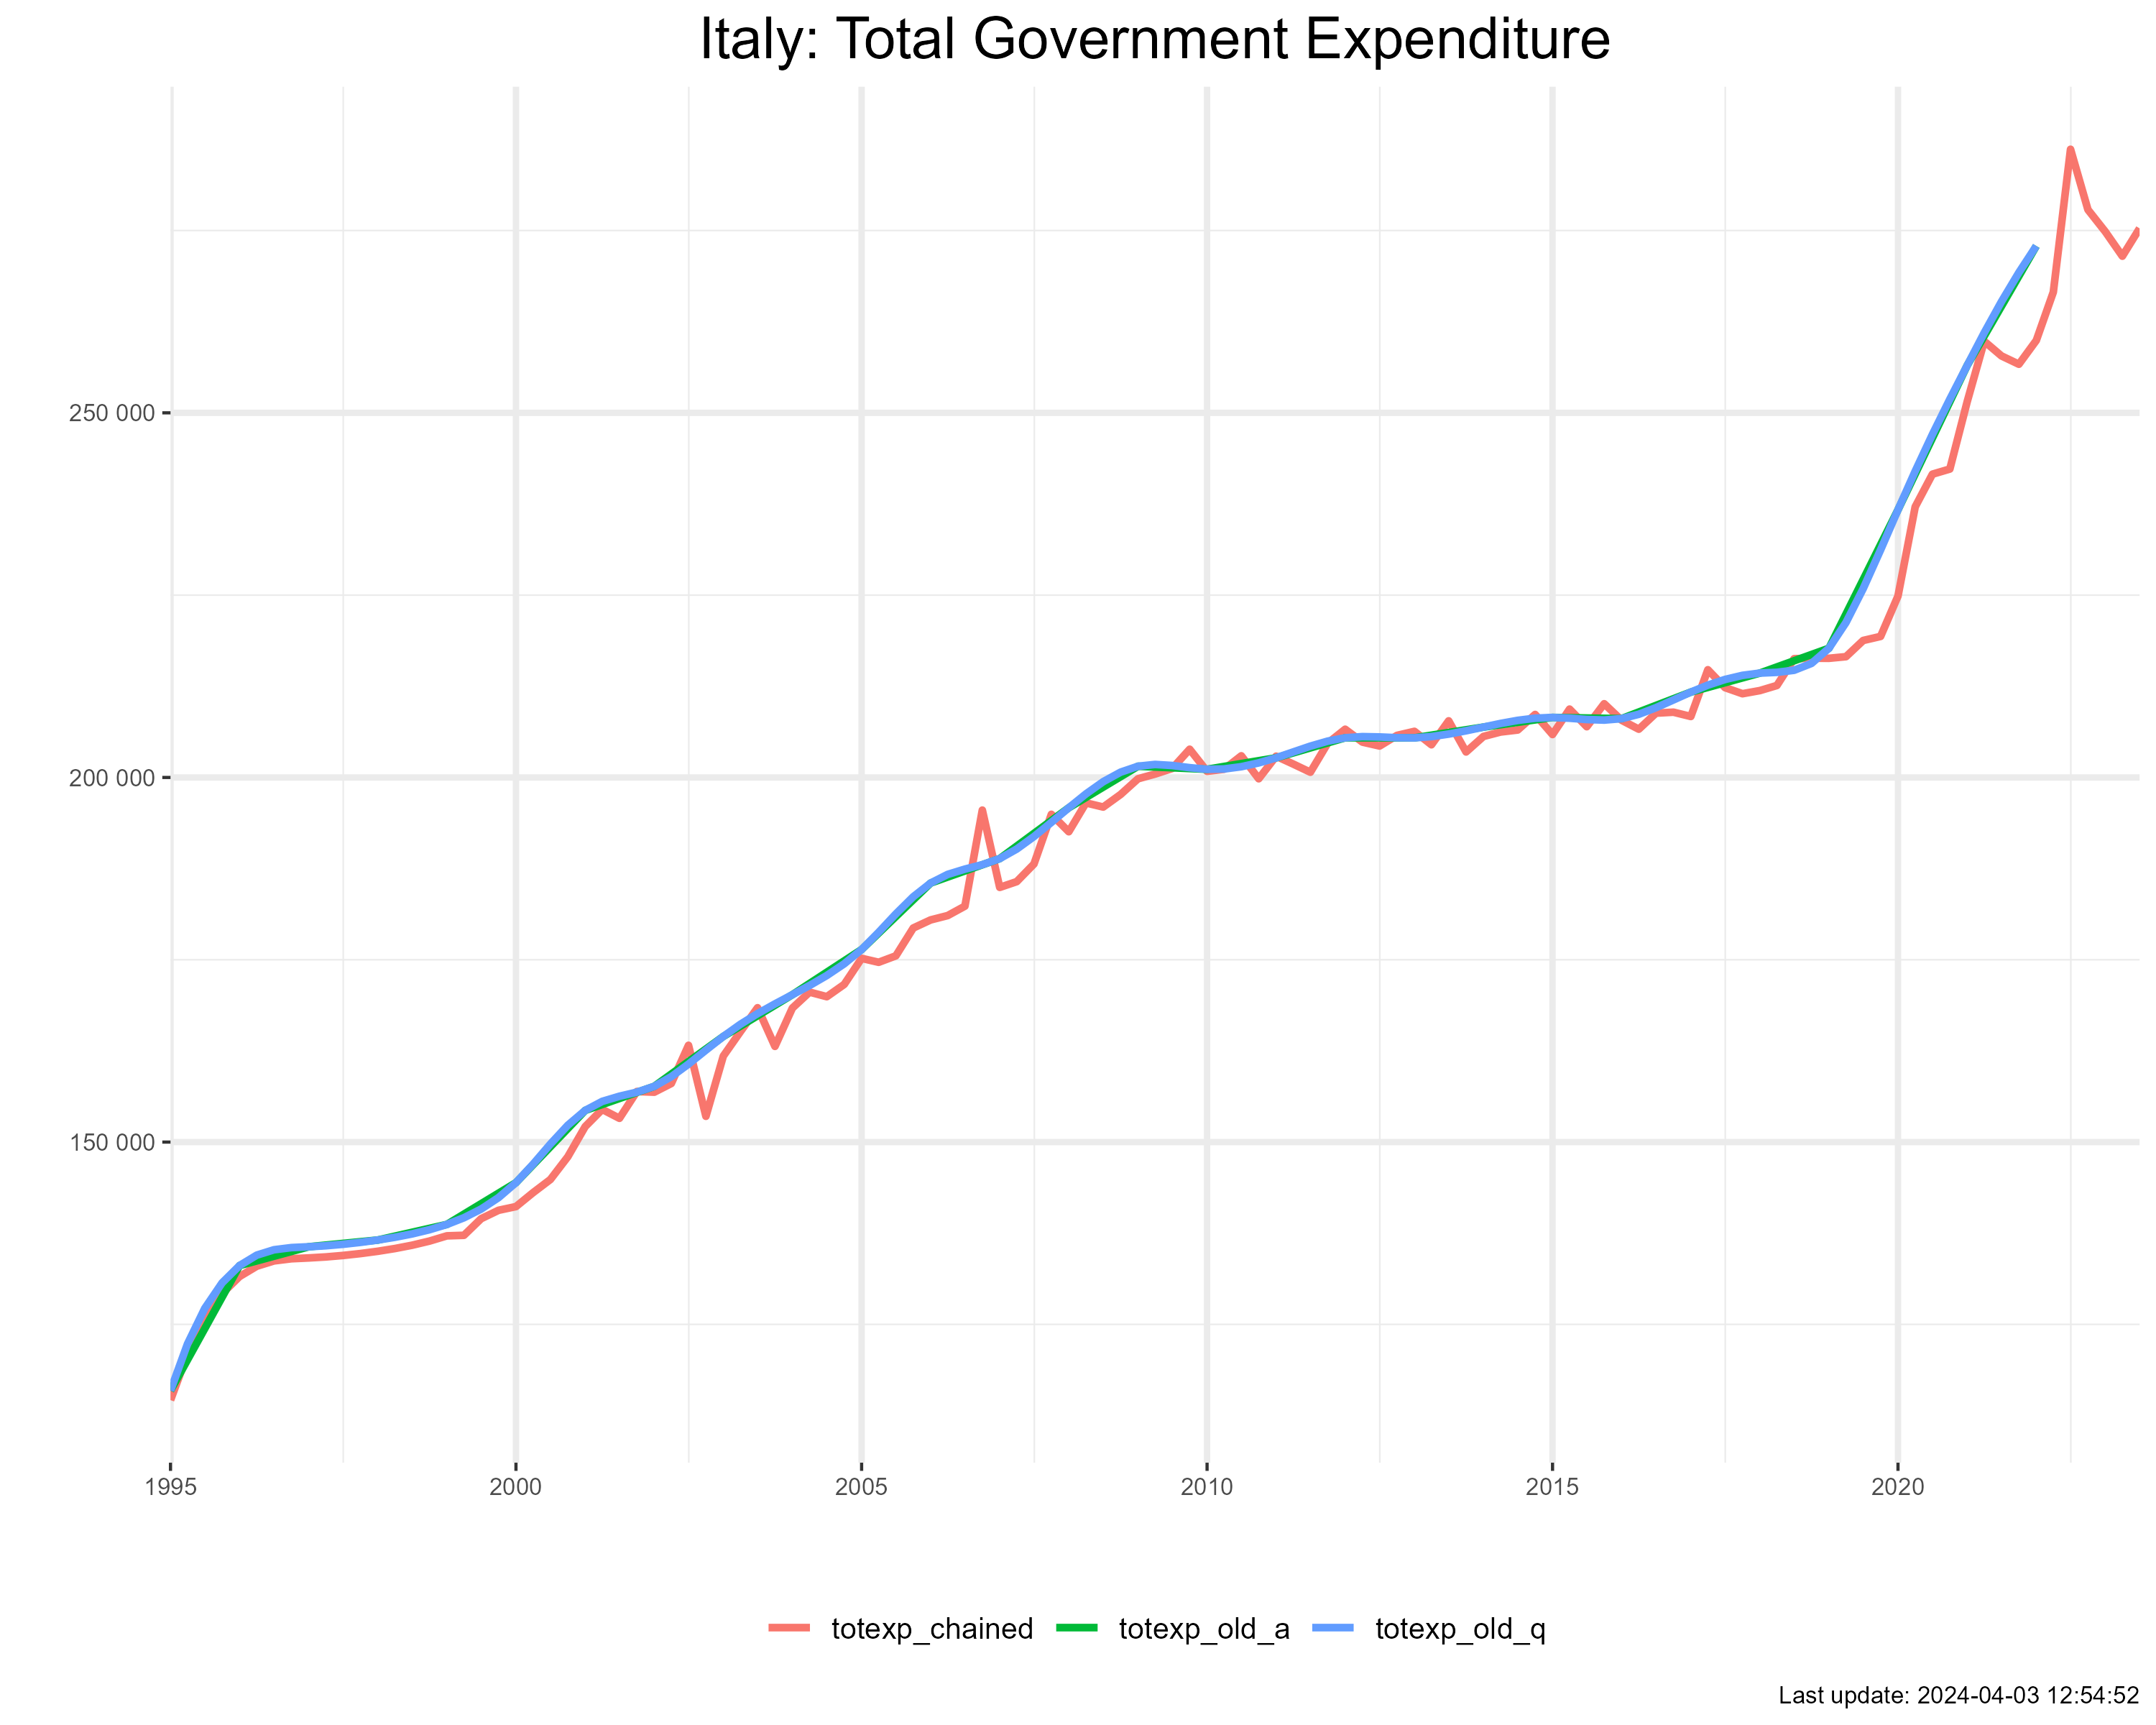 Italy: Total Government Expenditure
250 000
200 000
150 000
1995 2000 2005 2010 2015 2020
totexp_chained totexp_old_a totexp_old_q
Last update: 2024-04-03 12:54:52